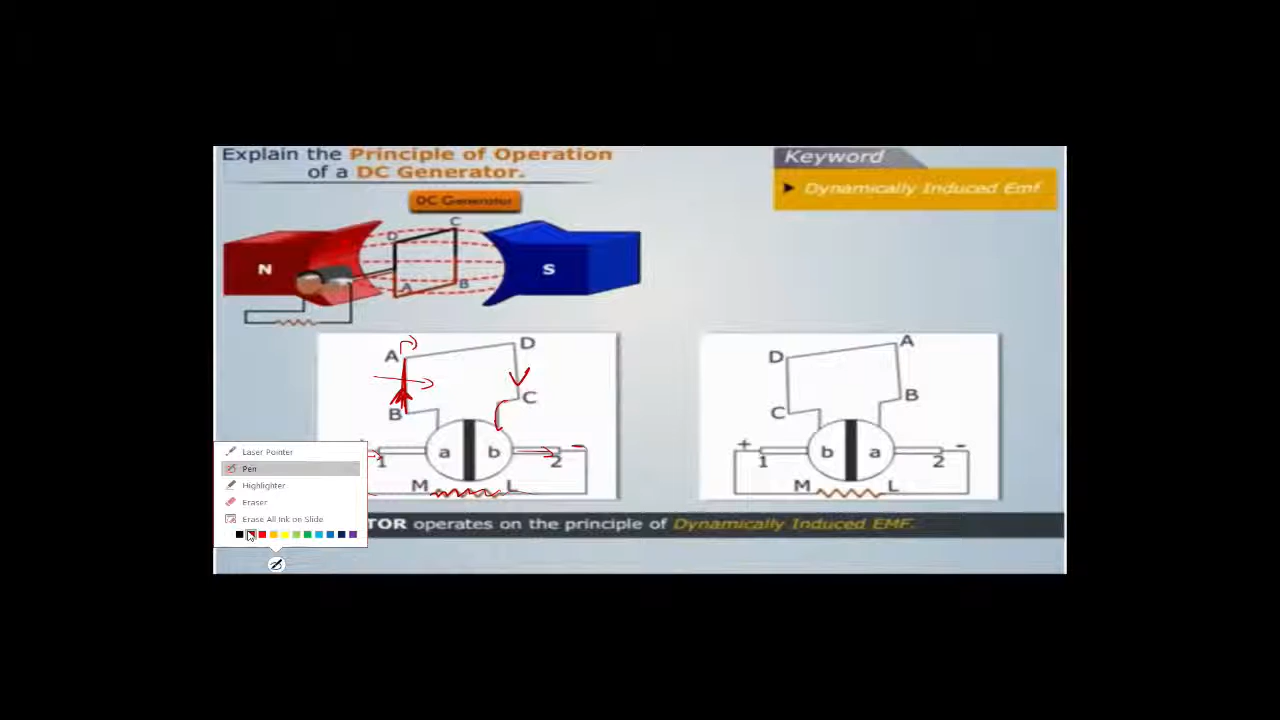 Explain the Principle of Operation
of a DC Generator.
Keyword
Dynamically Induced Emf
DC Generator
N
S
D
C
A
B
A
D
B
C
a
b
1
2
-
M
L
D
A
C
B
b
a
+
-
1
2
M
L
Laser Pointer
Pen
Highlighter
Eraser
Erase All Ink on Slide
TOR operates on the principle of Dynamically Induced EMF.